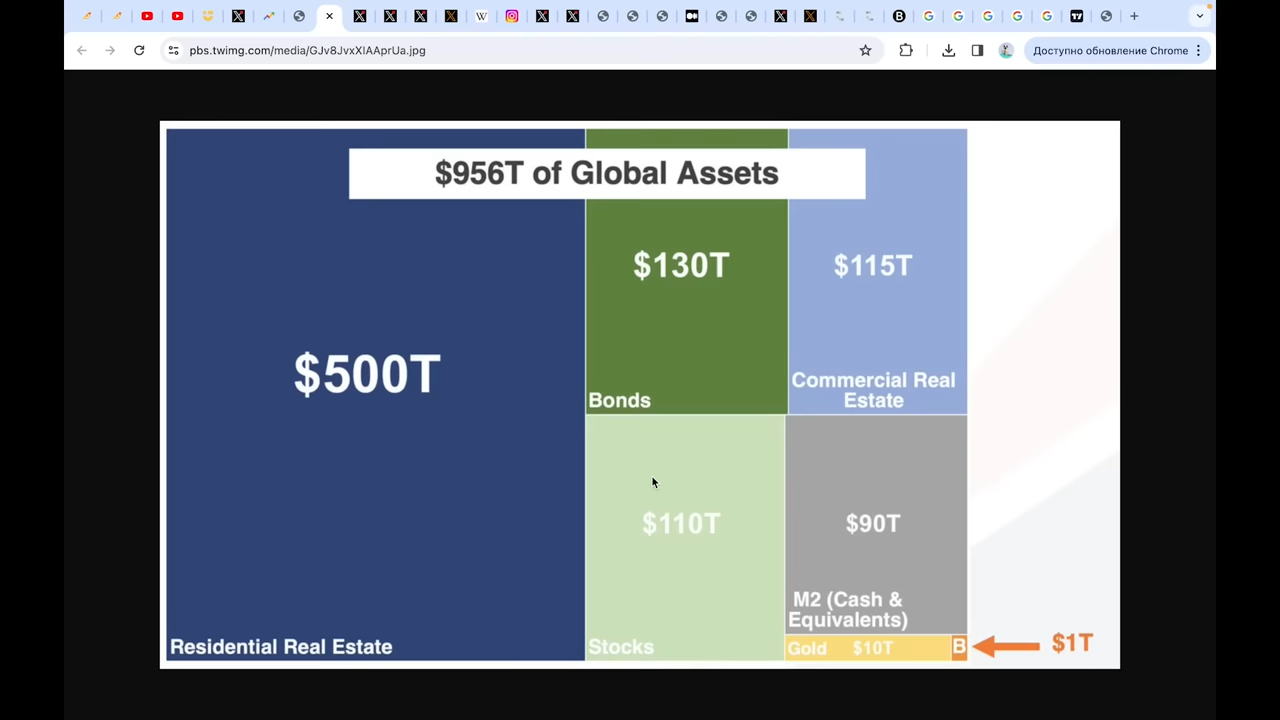 pbs.twimg.com/media/GJv8JvxXlAAprUa.jpg
Доступно обновление Chrome
$956T of Global Assets
$500T
$130T
$115T
Bonds
Commercial Real
Estate
$110T
$90T
M2 (Cash &
Equivalents)
Residential Real Estate
Stocks
Gold $10T
B
$1T